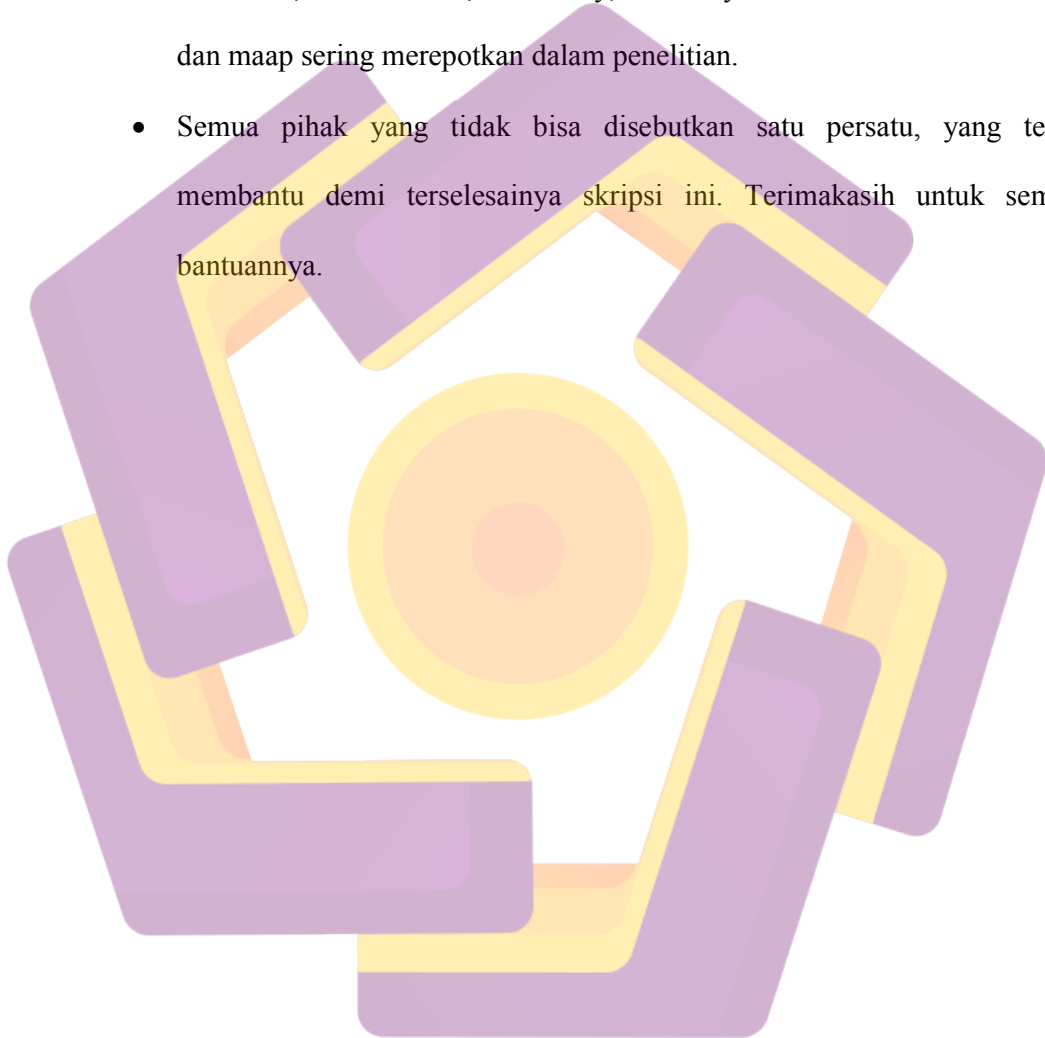 dan maap sering merepotkan dalam penelitian.
• Semua pihak yang tidak bisa disebutkan satu persatu, yang te
membantu demi terselesainya skripsi ini. Terimakasih untuk sem
bantuannya.